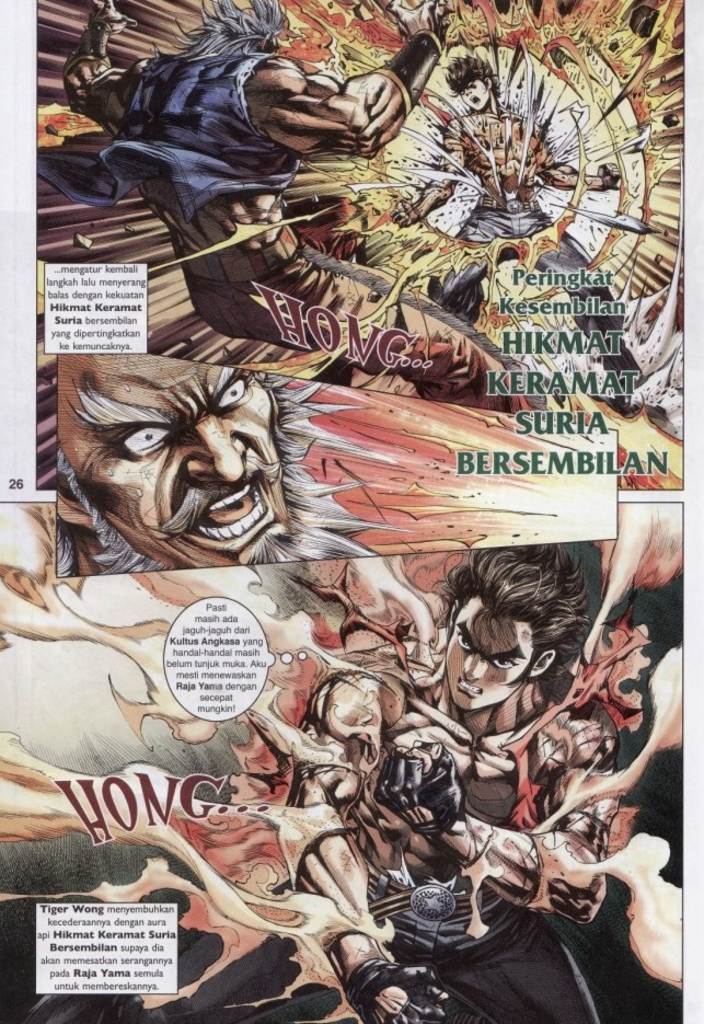 ...mengatur kembali
langkah lalu menyerang
balas dengan kekuatan
Hikmat Keramat
Suria bersembilan
yang dipertingkatkan
ke kemuncaknya.
HONG...
Peringkat
Kesembilan
HIKMAT
KERAMAT
SURIA
BERSEMBILAN
26
Pasti
masih ada
jaguh-jaguh dari
Kultus Angkasa yang
handal-handal masih
belum tunjuk muka. Aku
mesti menewaskan
Raja Yama dengan
secepat
mungkin!
HONG...
Tiger Wong menyembuhkan
kecederaannya dengan aura
api Hikmat Keramat Suria
Bersembilan supaya dia
akan memesatkan serangannya
pada Raja Yama semula
untuk membereskannya.